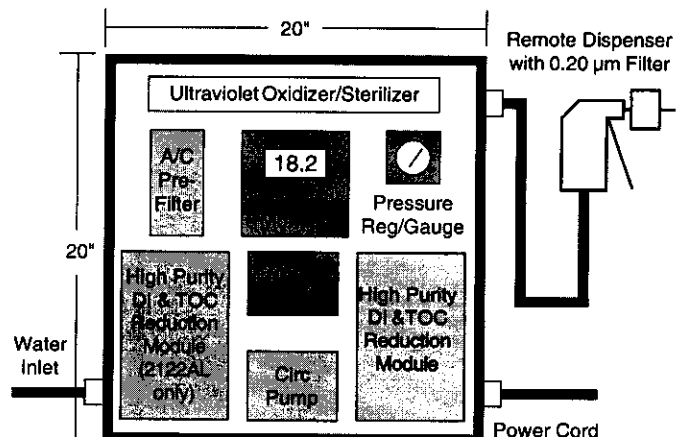 20"
Remote Dispenser
with 0.20 µm Filter
Ultraviolet Oxidizer/Sterilizer
A/C
Pre-
Filter
18.2
Pressure
Reg/Gauge
20"
High Purity
DI & TOC
Reduction
Module
(2122AL
only)
High Purity
DI & TOC
Reduction
Module
Circ
Pump
Water
Inlet
Power Cord